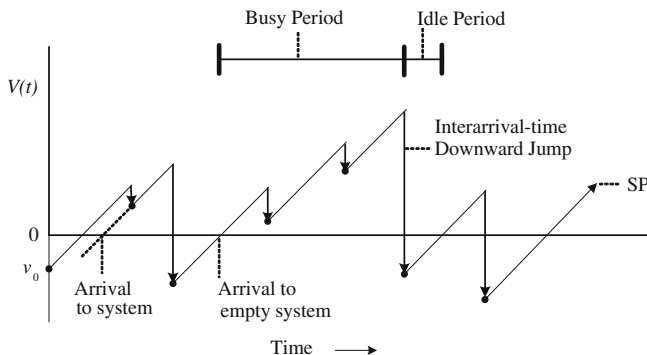 Busy Period
Idle Period
V(t)
Interarrival-time
Downward Jump
SP
0
v₀
Arrival
to system
Arrival to
empty system
Time